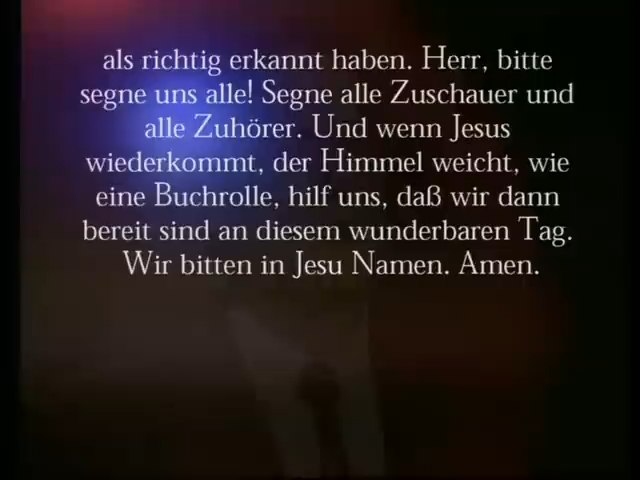 als richtig erkannt haben. Herr, bitte
segne uns alle! Segne alle Zuschauer und
alle Zuhörer. Und wenn Jesus
wiederkommt, der Himmel weicht, wie
eine Buchrolle, hilf uns, daß wir dann
bereit sind an diesem wunderbaren Tag.
Wir bitten in Jesu Namen. Amen.